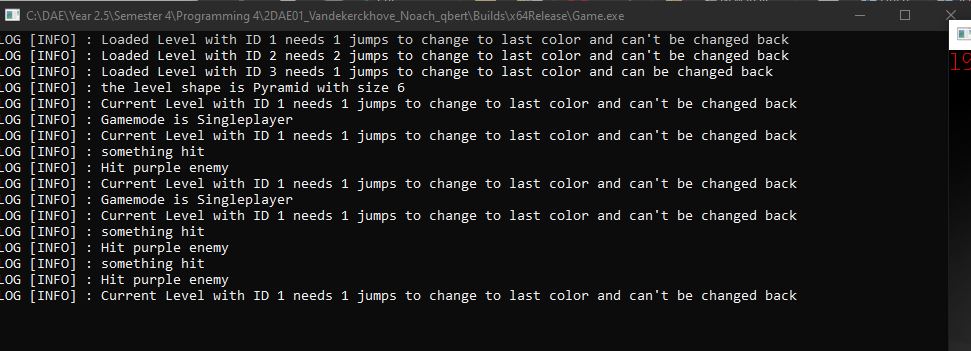 C:\DAE\Year 2.5\Semester 4\Programming 4\2DAE01_Vandekerckhove_Noach_qbert\Builds\x64Release\Game.exe
LOG [INFO] : Loaded Level with ID 1 needs 1 jumps to change to last color and can't be changed back
LOG [INFO] : Loaded Level with ID 2 needs 2 jumps to change to last color and can't be changed back
LOG [INFO] : Loaded Level with ID 3 needs 1 jumps to change to last color and can be changed back
LOG [INFO] : the level shape is Pyramid with size 6
LOG [INFO] : Current Level with ID 1 needs 1 jumps to change to last color and can't be changed back
LOG [INFO] : Gamemode is Singleplayer
LOG [INFO] : Current Level with ID 1 needs 1 jumps to change to last color and can't be changed back
LOG [INFO] : something hit
LOG [INFO] : Hit purple enemy
LOG [INFO] : Current Level with ID 1 needs 1 jumps to change to last color and can't be changed back
LOG [INFO] : Gamemode is Singleplayer
LOG [INFO] : Current Level with ID 1 needs 1 jumps to change to last color and can't be changed back
LOG [INFO] : something hit
LOG [INFO] : Hit purple enemy
LOG [INFO] : something hit
LOG [INFO] : Hit purple enemy
LOG [INFO] : Current Level with ID 1 needs 1 jumps to change to last color and can't be changed back